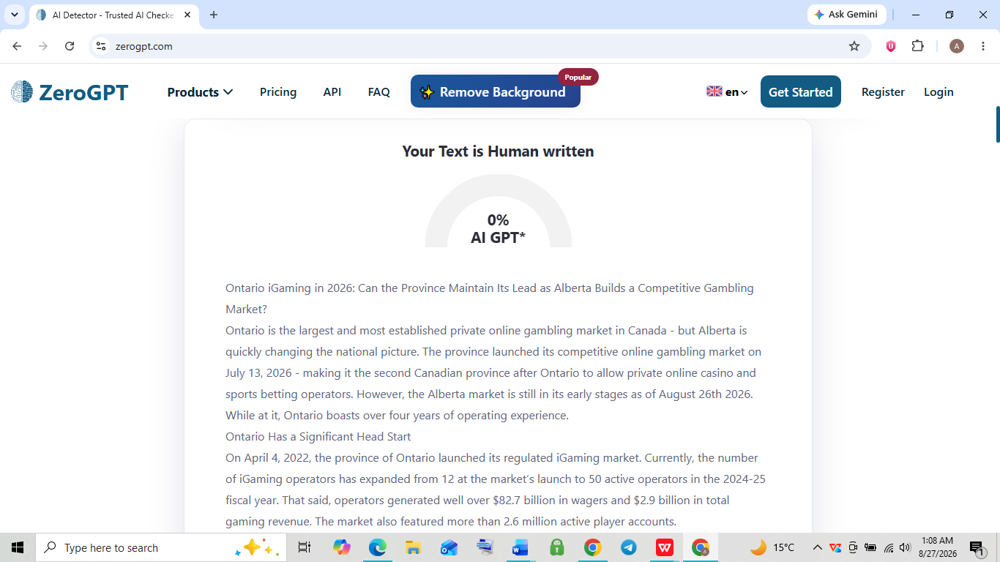 AI Detector - Trusted AI Checke
Ask Gemini
zerogpt.com
U
A
ZeroGPT
Products
Pricing
API
FAQ
Remove Background
Popular
en
Get Started
Register
Login
Your Text is Human written
0%
AI GPT*
Ontario iGaming in 2026: Can the Province Maintain Its Lead as Alberta Builds a Competitive Gambling
Market?
Ontario is the largest and most established private online gambling market in Canada - but Alberta is
quickly changing the national picture. The province launched its competitive online gambling market on
July 13, 2026 - making it the second Canadian province after Ontario to allow private online casino and
sports betting operators. However, the Alberta market is still in its early stages as of August 26th 2026.
While at it, Ontario boasts over four years of operating experience.
Ontario Has a Significant Head Start
On April 4, 2022, the province of Ontario launched its regulated iGaming market. Currently, the number
of iGaming operators has expanded from 12 at the market’s launch to 50 active operators in the 2024-25
fiscal year. That said, operators generated well over $82.7 billion in wagers and $2.9 billion in total
gaming revenue. The market also featured more than 2.6 million active player accounts.
Type here to search
15°C
1:08 AM
8/27/2026
1